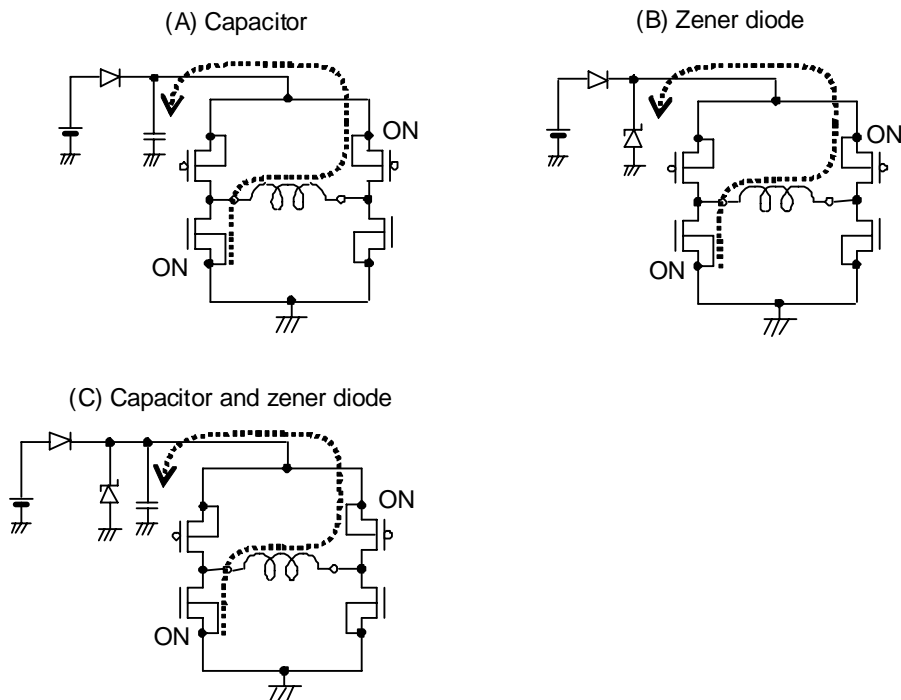 (A) Capacitor
(B) Zener diode
ON
ON
ON
ON
(C) Capacitor and zener diode
ON
ON